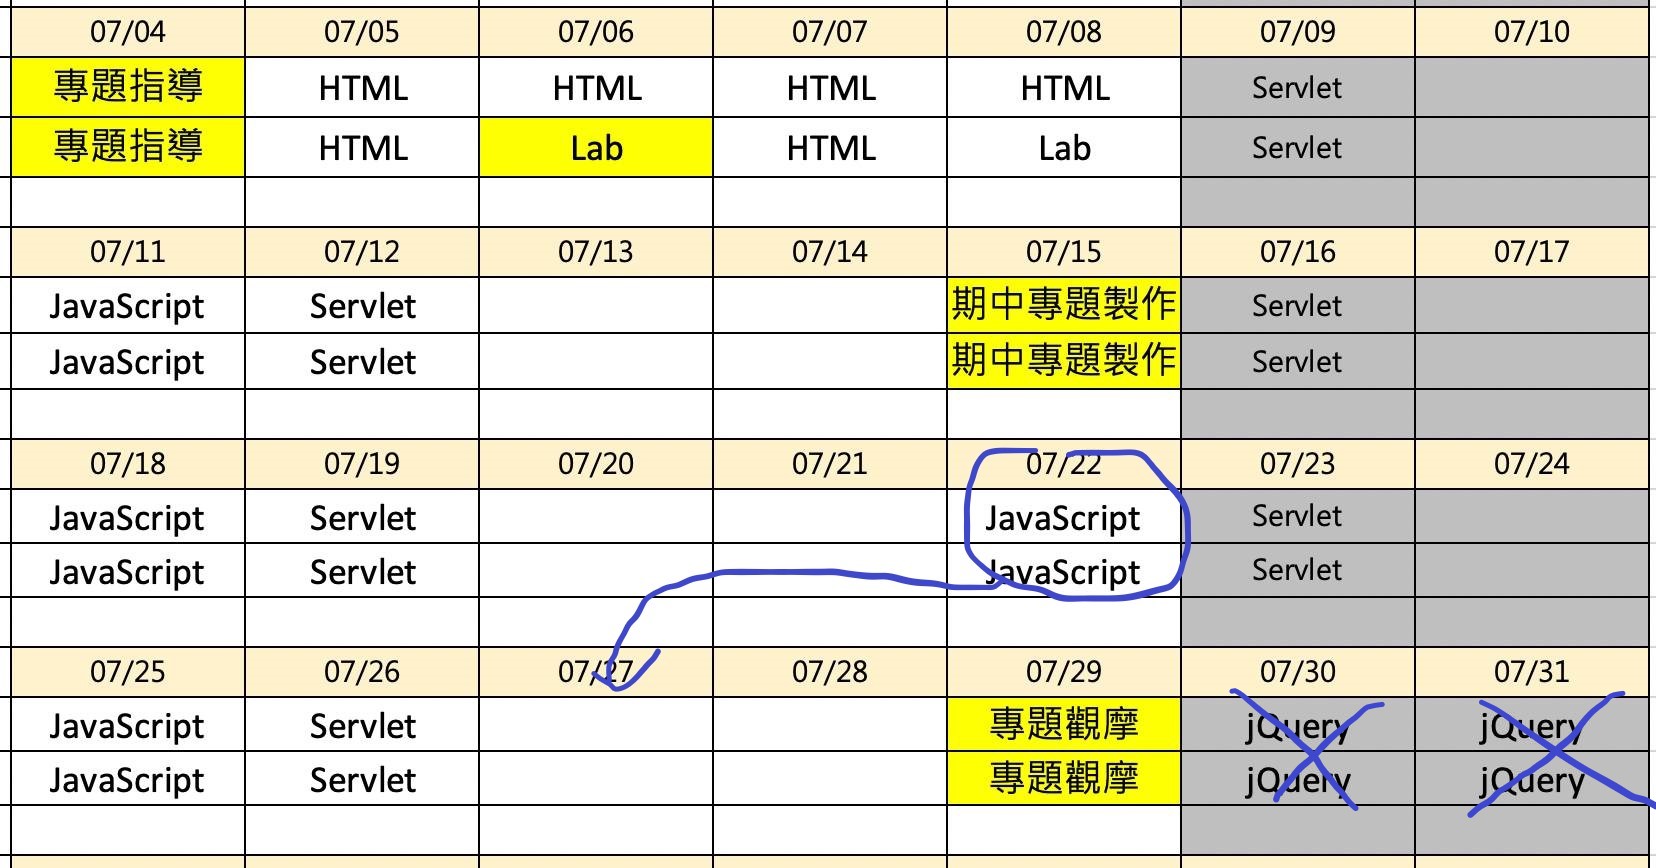 07/04 07/05 07/06 07/07 07/08 07/09 07/10
專題指導 HTML HTML HTML HTML Servlet
專題指導 HTML Lab HTML Lab Servlet
07/11 07/12 07/13 07/14 07/15 07/16 07/17
JavaScript Servlet 期中專題製作 Servlet
JavaScript Servlet 期中專題製作 Servlet
07/18 07/19 07/20 07/21 07/22 07/23 07/24
JavaScript Servlet JavaScript Servlet
JavaScript Servlet JavaScript Servlet
07/25 07/26 07/27 07/28 07/29 07/30 07/31
JavaScript Servlet 專題觀摩 jQuery jQuery
JavaScript Servlet 專題觀摩 jQuery jQuery